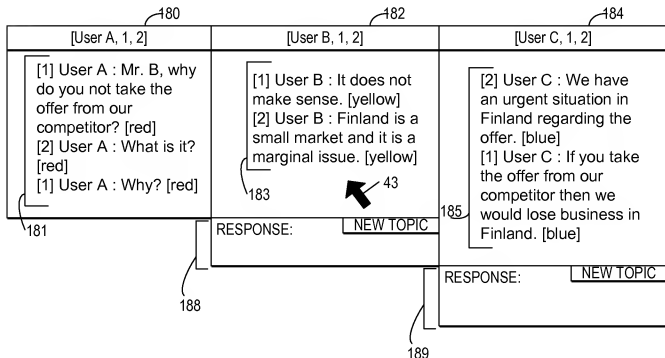 180
182
184
[User A, 1, 2]
[User B, 1, 2]
[User C, 1, 2]
[1] User A : Mr. B, why
do you not take the
offer from our
competitor? [red]
[2] User A : What is it?
[red]
[1] User A : Why? [red]
181
[1] User B : It does not
make sense. [yellow]
[2] User B : Finland is a
small market and it is a
marginal issue. [yellow]
183
43
[2] User C : We have
an urgent situation in
Finland regarding the
offer. [blue]
[1] User C : If you take
the offer from our
competitor then we
would lose business in
Finland. [blue]
185
RESPONSE:
NEW TOPIC
188
RESPONSE:
NEW TOPIC
189